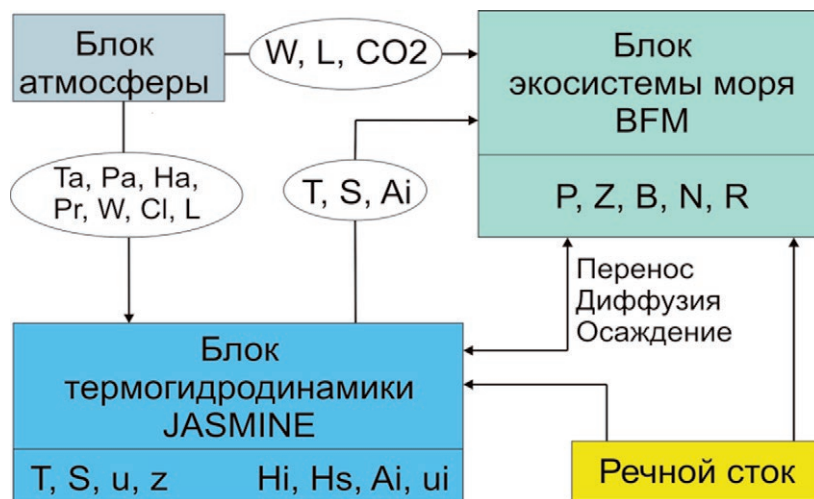 Блок
атмосферы
W, L, CO2
Блок
экосистемы моря
BFM
Ta, Pa, Ha,
Pr, W, Cl, L
T, S, Ai
P, Z, B, N, R
Перенос
Диффузия
Осаждение
Блок
термогидродинамики
JASMINE
T, S, u, z Hi, Hs, Ai, ui
Речной сток